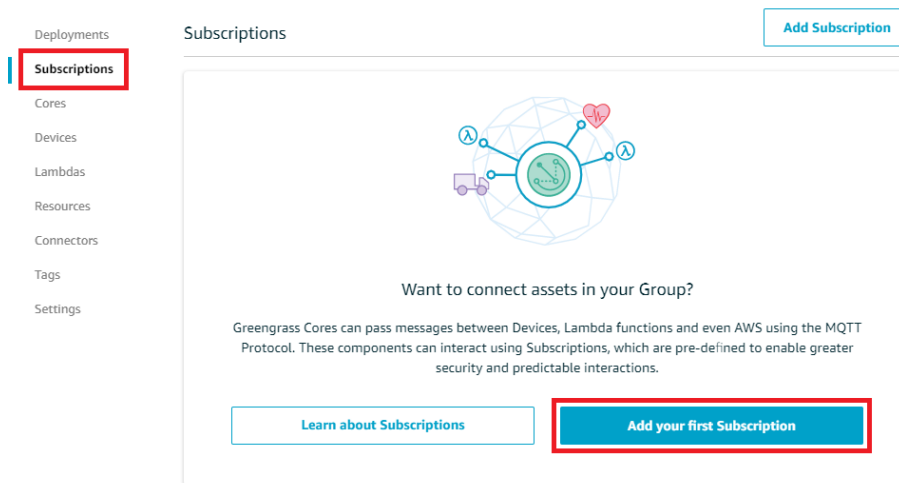 Deployments
Subscriptions
Cores
Devices
Lambdas
Resources
Connectors
Tags
Settings
Subscriptions
Add Subscription
λ
λ
Want to connect assets in your Group?
Greengrass Cores can pass messages between Devices, Lambda functions and even AWS using the MQTT
Protocol. These components can interact using Subscriptions, which are pre-defined to enable greater
security and predictable interactions.
Learn about Subscriptions
Add your first Subscription